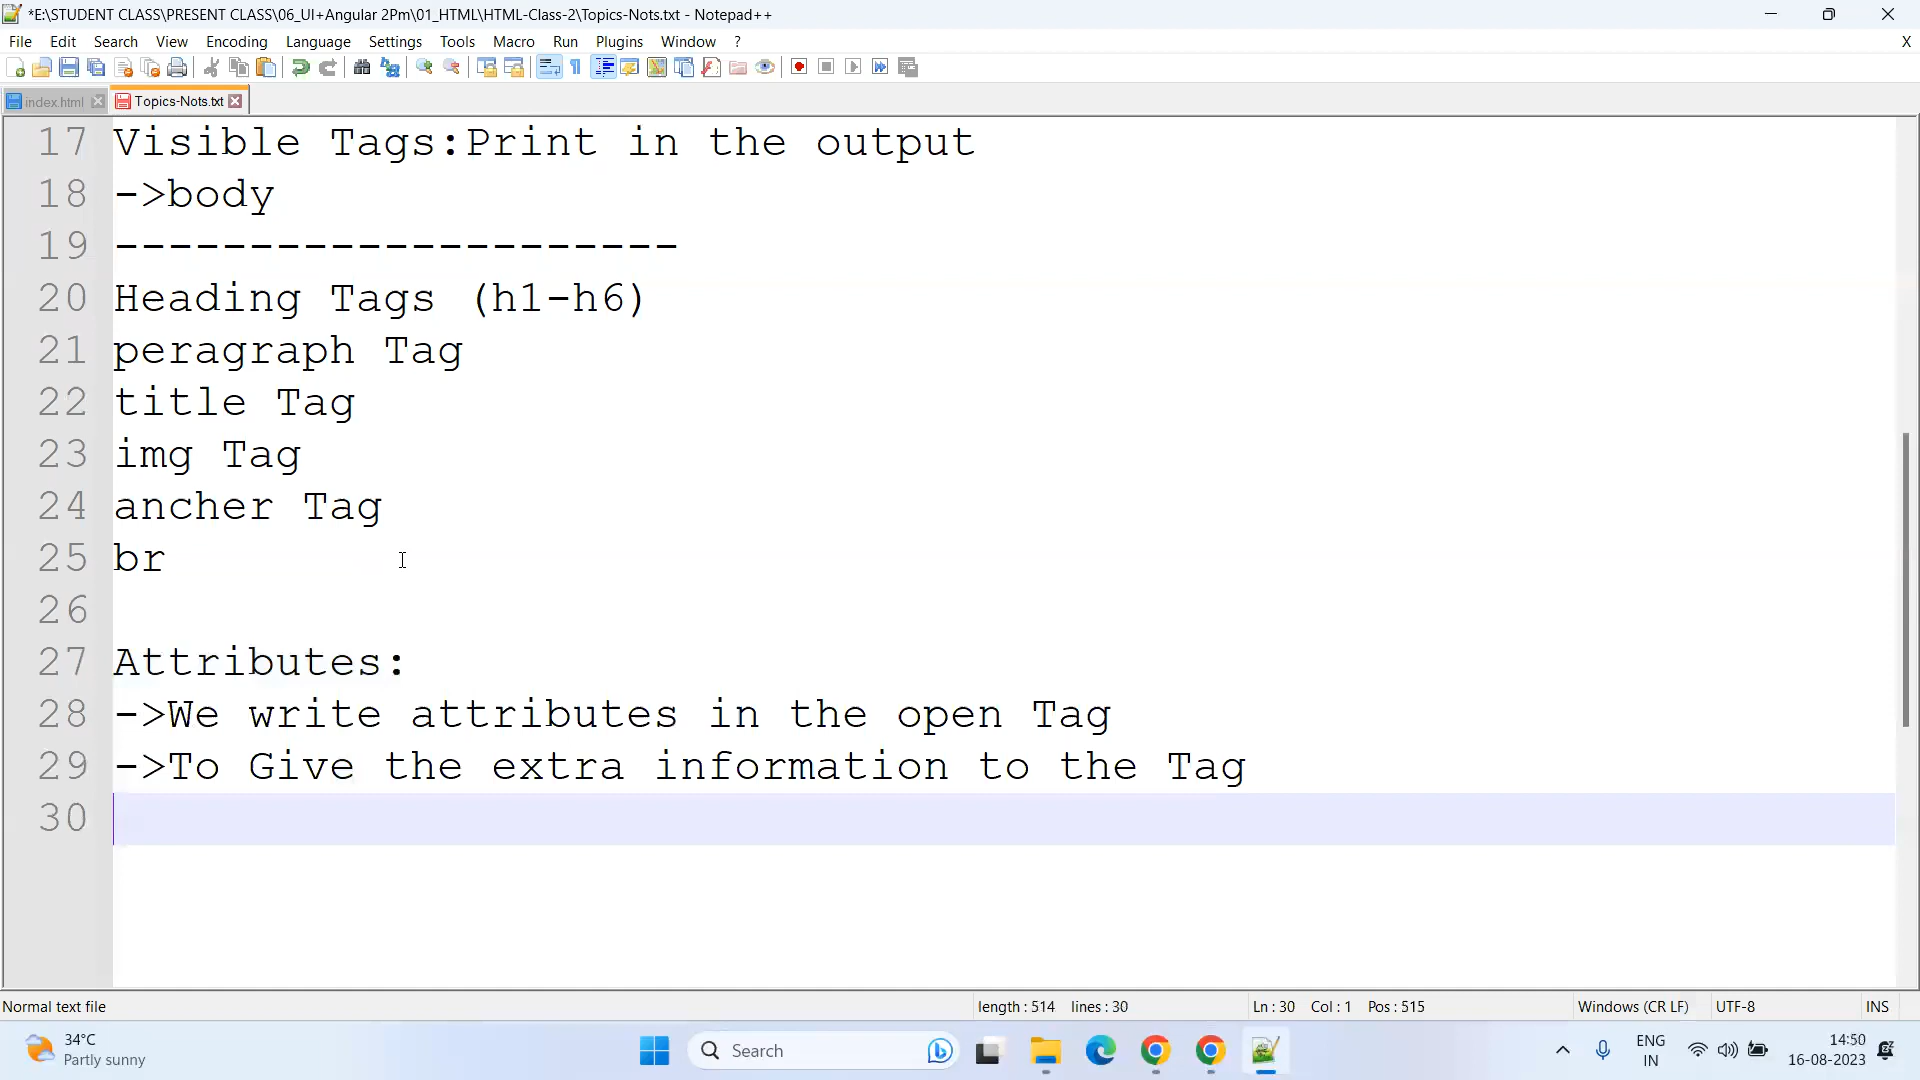 *E:\STUDENT CLASS\PRESENT CLASS\06_UI+Angular 2Pm\01_HTML\HTML-Class-2\Topics-Nots.txt - Notepad++
File Edit Search View Encoding Language Settings Tools Macro Run Plugins Window ? X
index.html Topics-Nots.txt
17 Visible Tags:Print in the output
18 ->body
19 ---------------------
20 Heading Tags (h1-h6)
21 peragraph Tag
22 title Tag
23 img Tag
24 ancher Tag
25 br
26
27 Attributes:
28 ->We write attributes in the open Tag
29 ->To Give the extra information to the Tag
30
Normal text file length : 514 lines : 30 Ln : 30 Col : 1 Pos : 515 Windows (CR LF) UTF-8 INS
34°C
Partly sunny
Search
ENG
IN
14:50
16-08-2023